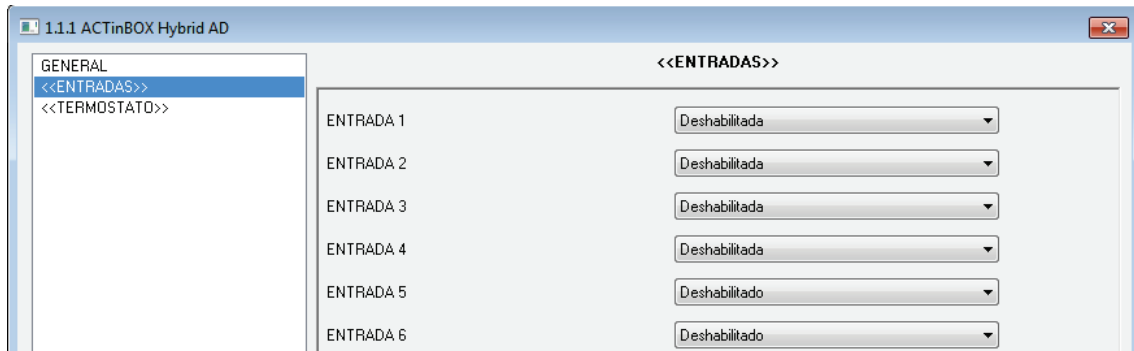 1.1.1 ACTinBOX Hybrid AD
GENERAL
<<ENTRADAS>>
<<TERMOSTATO>>
<<ENTRADAS>>
ENTRADA 1 Deshabilitada
ENTRADA 2 Deshabilitada
ENTRADA 3 Deshabilitada
ENTRADA 4 Deshabilitada
ENTRADA 5 Deshabilitado
ENTRADA 6 Deshabilitado